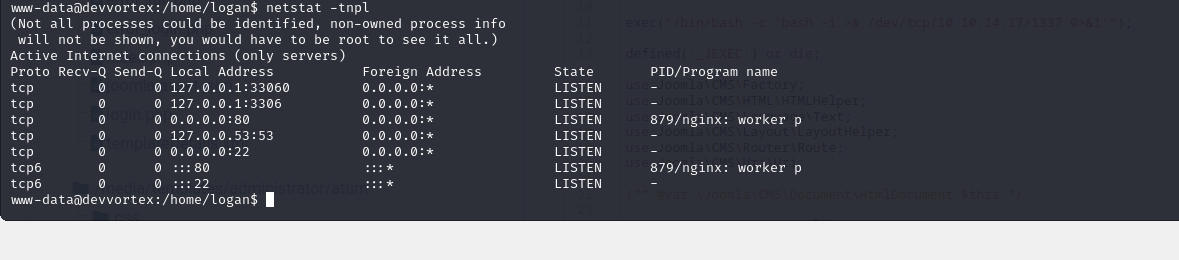 www-data@devvortex:/home/logan$ netstat -tnpl
(Not all processes could be identified, non-owned process info
 will not be shown, you would have to be root to see it all.)
Active Internet connections (only servers)
Proto Recv-Q Send-Q Local Address           Foreign Address         State       PID/Program name
tcp        0      0 127.0.0.1:33060         0.0.0.0:*               LISTEN      -
tcp        0      0 127.0.0.1:3306          0.0.0.0:*               LISTEN      -
tcp        0      0 0.0.0.0:80              0.0.0.0:*               LISTEN      879/nginx: worker p
tcp        0      0 127.0.0.53:53           0.0.0.0:*               LISTEN      -
tcp        0      0 0.0.0.0:22              0.0.0.0:*               LISTEN      -
tcp6       0      0 :::80                   :::*                    LISTEN      879/nginx: worker p
tcp6       0      0 :::22                   :::*                    LISTEN      -
www-data@devvortex:/home/logan$